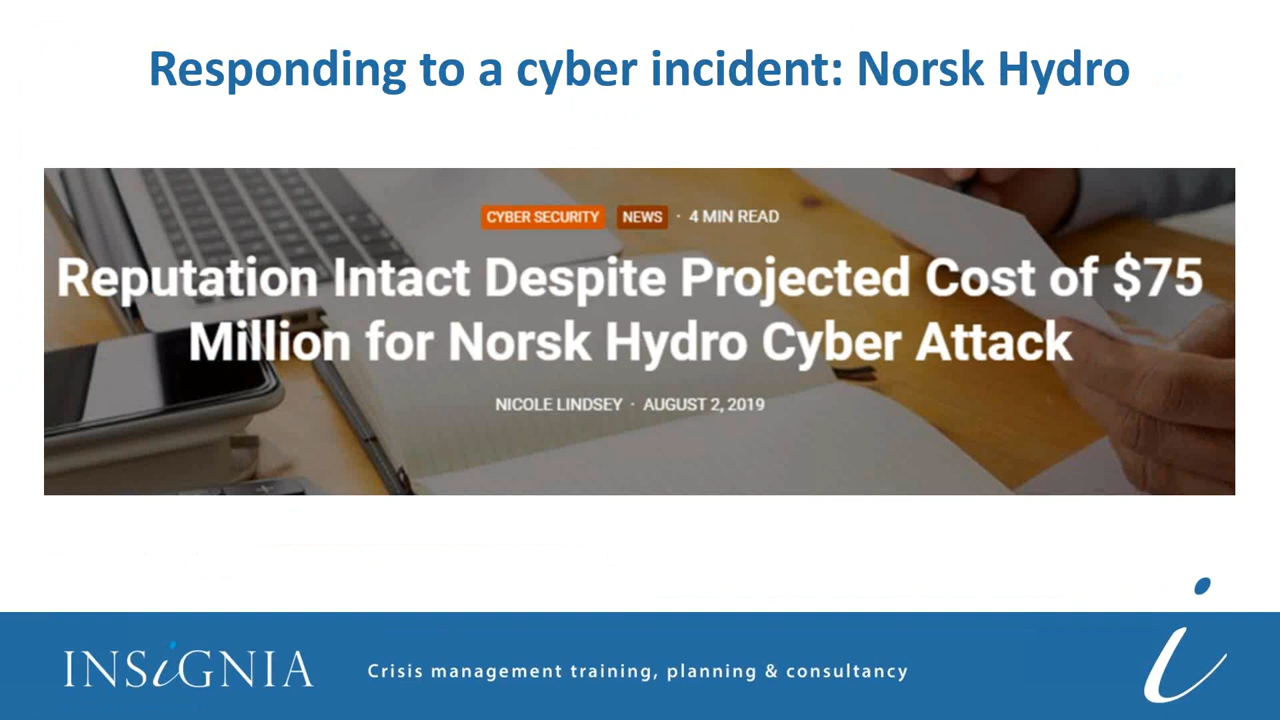 Responding to a cyber incident: Norsk Hydro
CYBER SECURITY NEWS · 4 MIN READ
Reputation Intact Despite Projected Cost of $75
Million for Norsk Hydro Cyber Attack
NICOLE LINDSEY · AUGUST 2, 2019
INSiGNIA Crisis management training, planning & consultancy
i